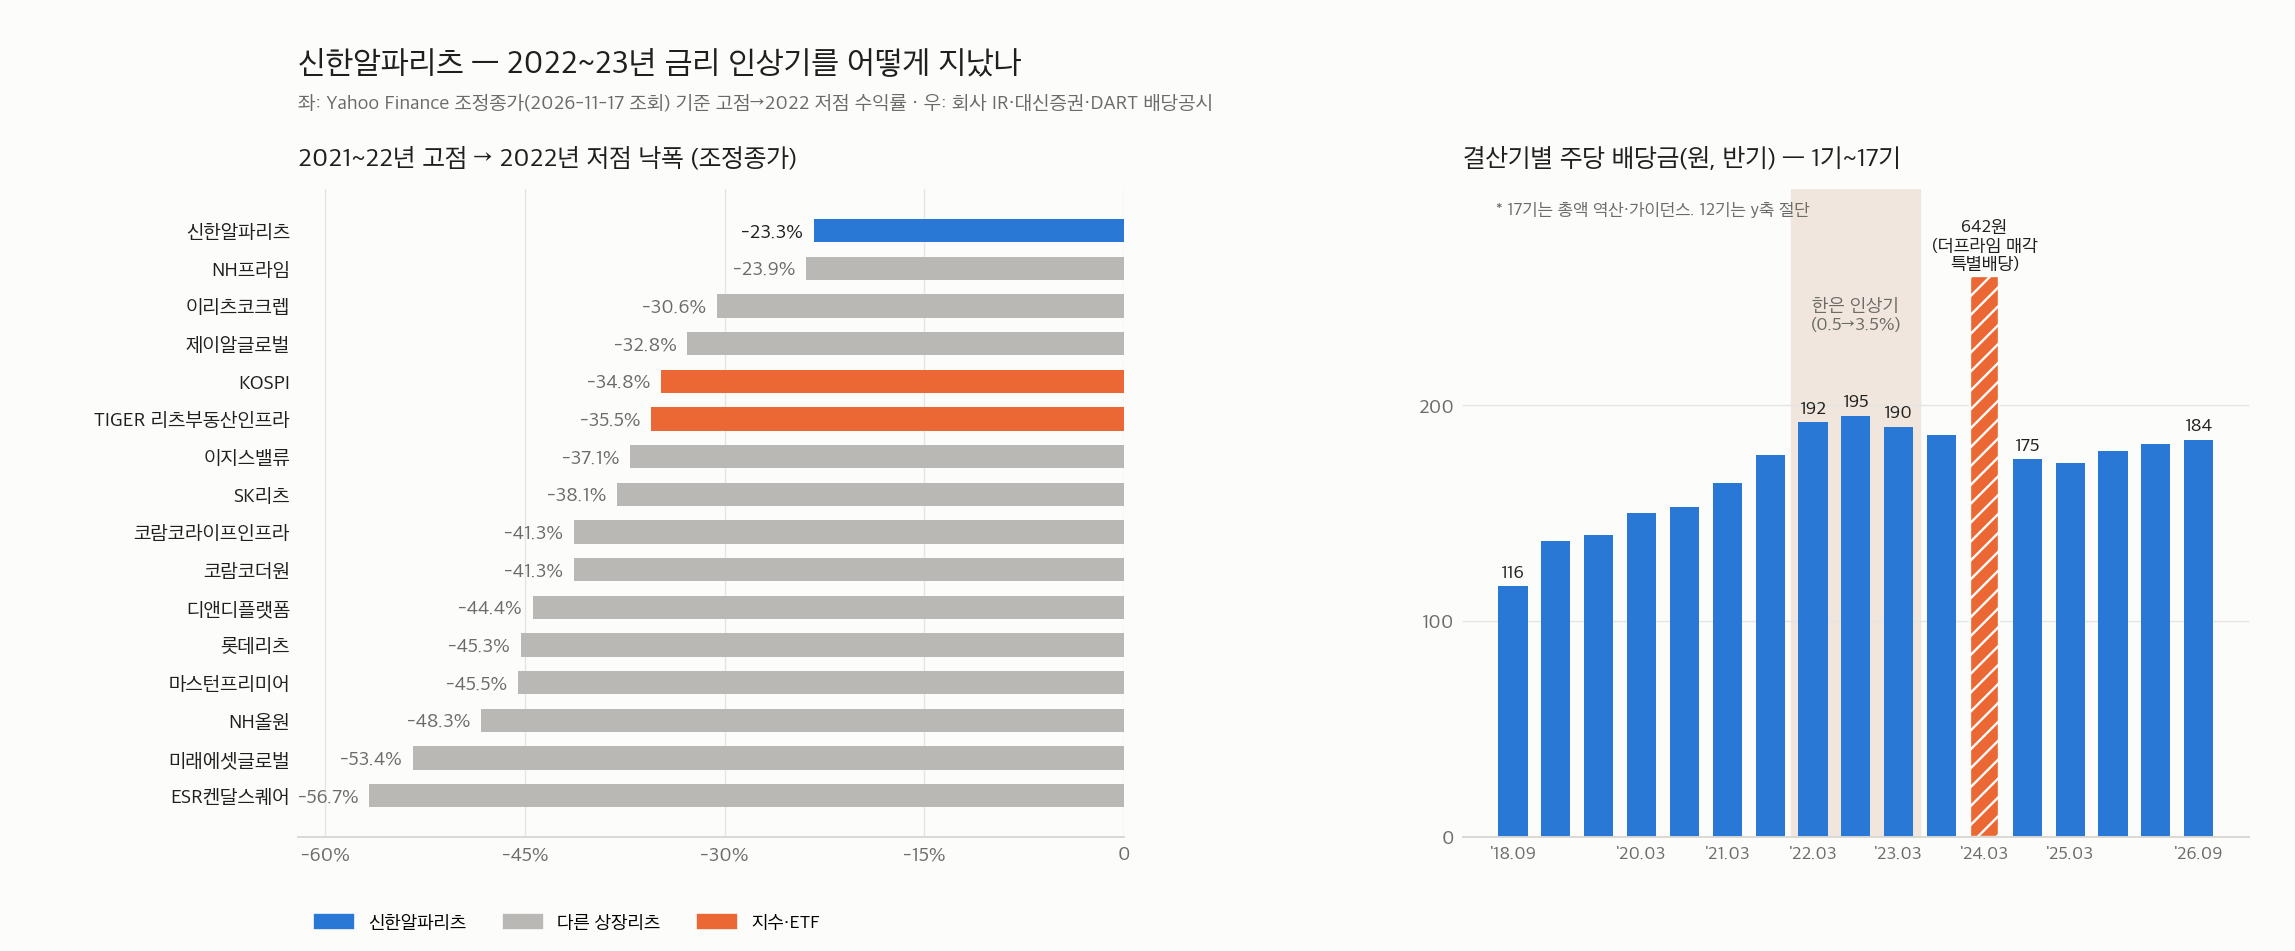 신한알파리츠 — 2022~23년 금리 인상기를 어떻게 지났나
좌: Yahoo Finance 조정종가(2026-11-17 조회) 기준 고점→2022 저점 수익률 · 우: 회사 IR·대신증권·DART 배당공시
2021~22년 고점 → 2022년 저점 낙폭 (조정종가)
신한알파리츠 -23.3%
NH프라임 -23.9%
이리츠코크렙 -30.6%
제이알글로벌 -32.8%
KOSPI -34.8%
TIGER 리츠부동산인프라 -35.5%
이지스밸류 -37.1%
SK리츠 -38.1%
코람코라이프인프라 -41.3%
코람코더원 -41.3%
디앤디플랫폼 -44.4%
롯데리츠 -45.3%
마스턴프리미어 -45.5%
NH올원 -48.3%
미래에셋글로벌 -53.4%
ESR켄달스퀘어 -56.7%
-60% -45% -30% -15% 0
신한알파리츠 다른 상장리츠 지수·ETF
결산기별 주당 배당금(원, 반기) — 1기~17기
* 17기는 총액 역산·가이던스. 12기는 y축 절단
642원
(더프라임 매각
특별배당)
한은 인상기
(0.5→3.5%)
200
100
0
116
192
195
190
175
184
'18.09 '20.03 '21.03 '22.03 '23.03 '24.03 '25.03 '26.09